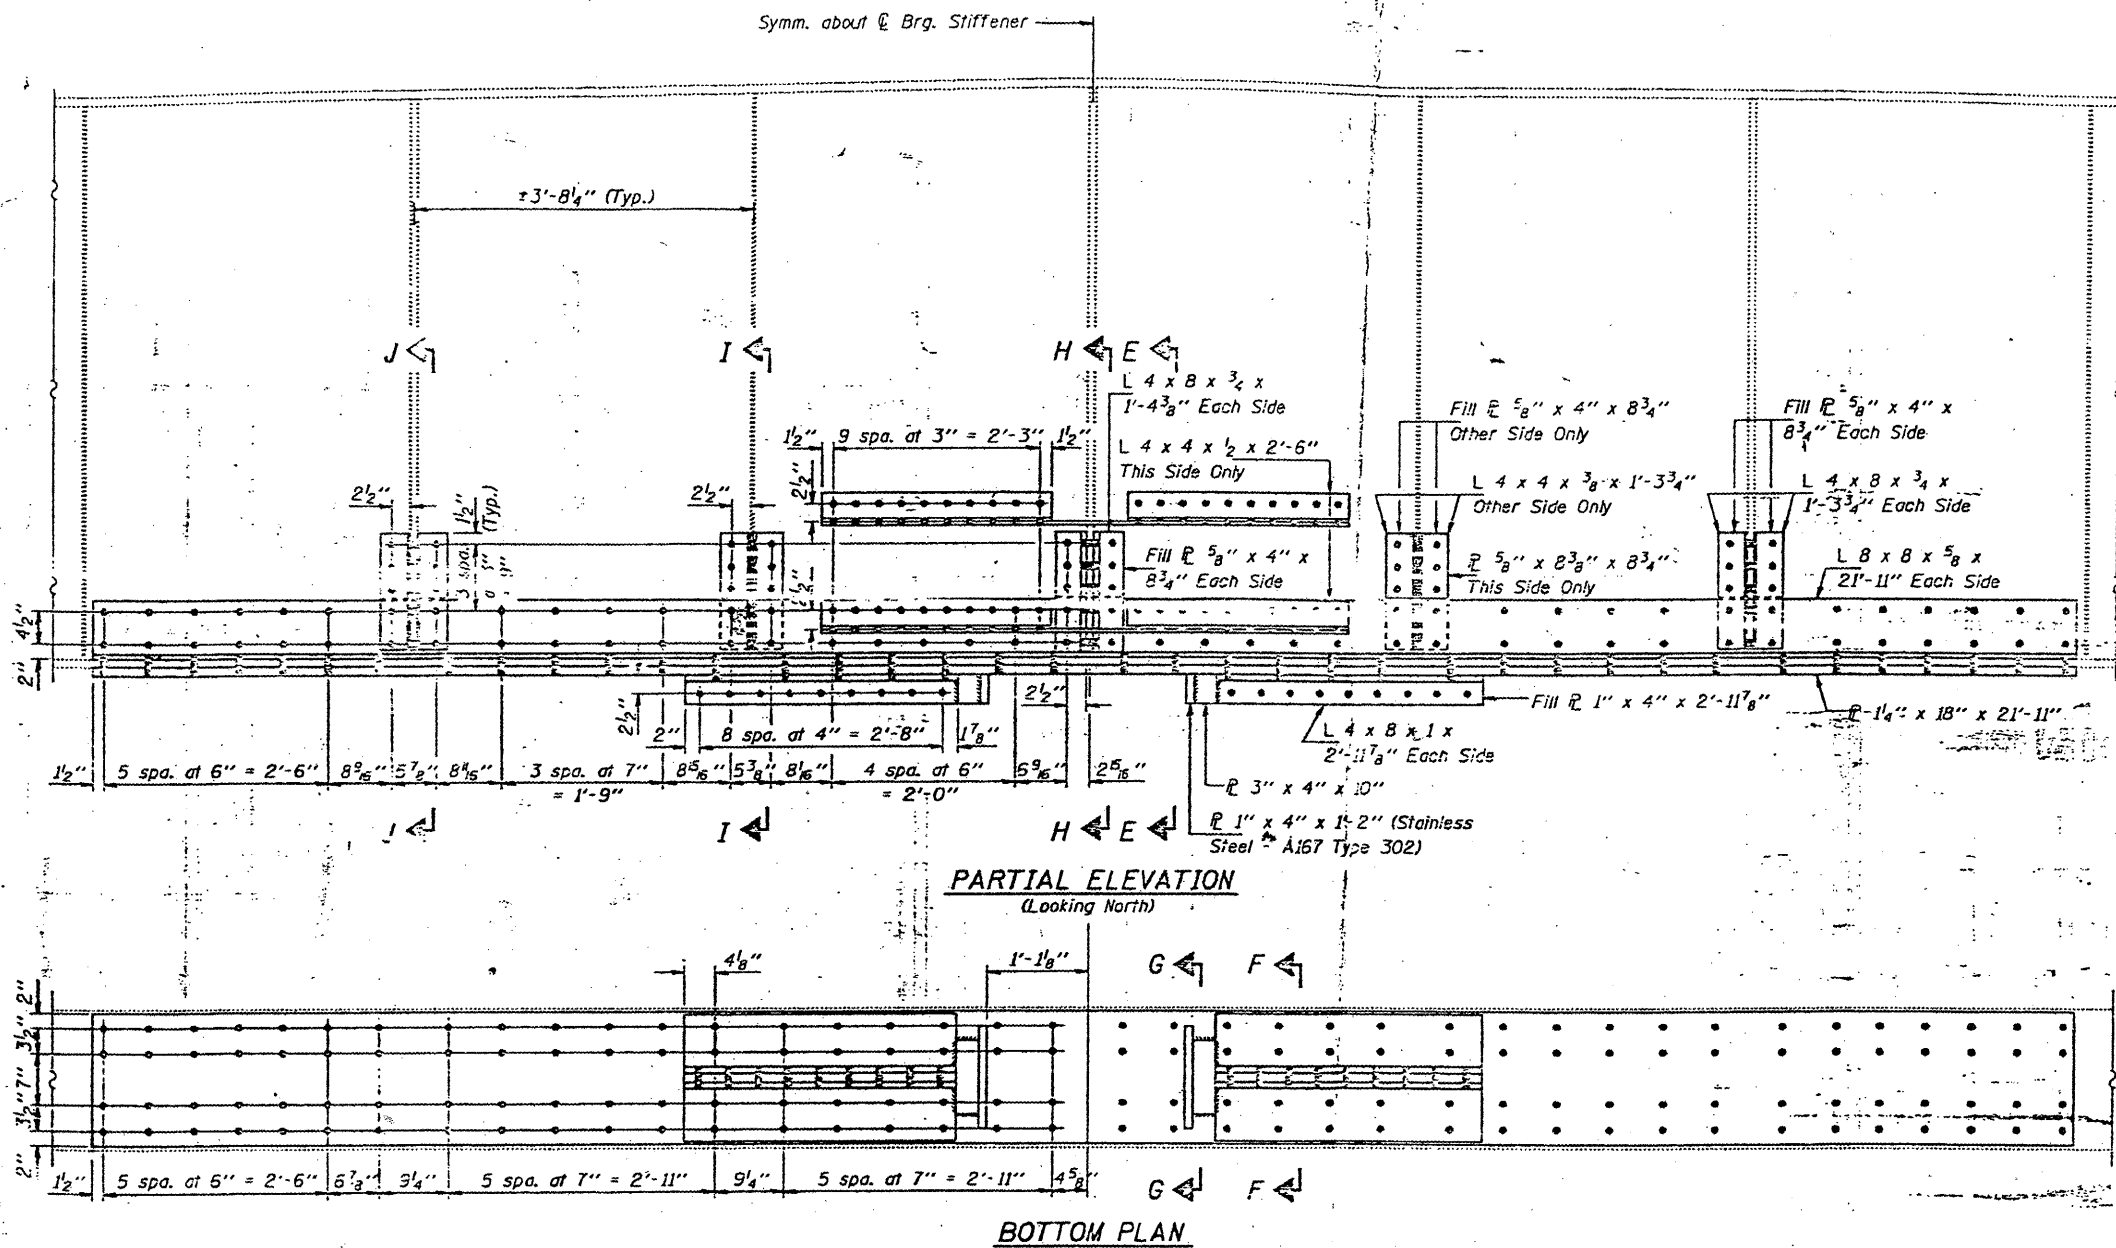 Symm. about ℄ Brg. Stiffener
±3'-8¼" (Typ.)
J I H E
L 4 x 8 x ¾ x
1'-4⅜" Each Side
Fill ℞ ⅝" x 4" x 8¾"
Other Side Only
Fill ℞ ⅝" x 4" x
8¾" Each Side
1½" 9 spa. at 3" = 2'-3" 1½"
L 4 x 4 x ½ x 2'-6"
This Side Only
2½" 2½" 2½"
1½"
(Typ.)
L 4 x 4 x ⅜ x 1'-3¾"
Other Side Only
L 4 x 8 x ¾ x
1'-3¾" Each Side
3 spa.
Fill ℞ ⅝" x 4" x
8¾" Each Side
℞ ⅝" x 8⅜" x 8¾"
This Side Only
L 8 x 8 x ⅝ x
21'-11" Each Side
4½"
2"
2½"
2½"
Fill ℞ 1" x 4" x 2'-11⅞"
℞ 1¼" x 18" x 21'-11"
2" 8 spa. at 4" = 2'-8" 1⅞"
L 4 x 8 x 1 x
2'-11⅞" Each Side
1½" 5 spa. at 6" = 2'-6" 8⁹⁄₁₆" 5⅞" 8¹¹⁄₁₆" 3 spa. at 7" 8¹⁵⁄₁₆" 5⅜" 8¹⁄₁₆" 4 spa. at 6" 6⁹⁄₁₆" 2¹⁵⁄₁₆"
= 1'-9" = 2'-0"
℞ 3" x 4" x 10"
℞ 1" x 4" x 1'-2" (Stainless
Steel - A167 Type 302)
J I H E
PARTIAL ELEVATION
(Looking North)
4⅛" 1'-1⅛" G F
2"
3½"
7"
3½"
2"
1½" 5 spa. at 6" = 2'-6" 6⅞" 9¼" 5 spa. at 7" = 2'-11" 9¼" 5 spa. at 7" = 2'-11" 4⅝"
G F
BOTTOM PLAN